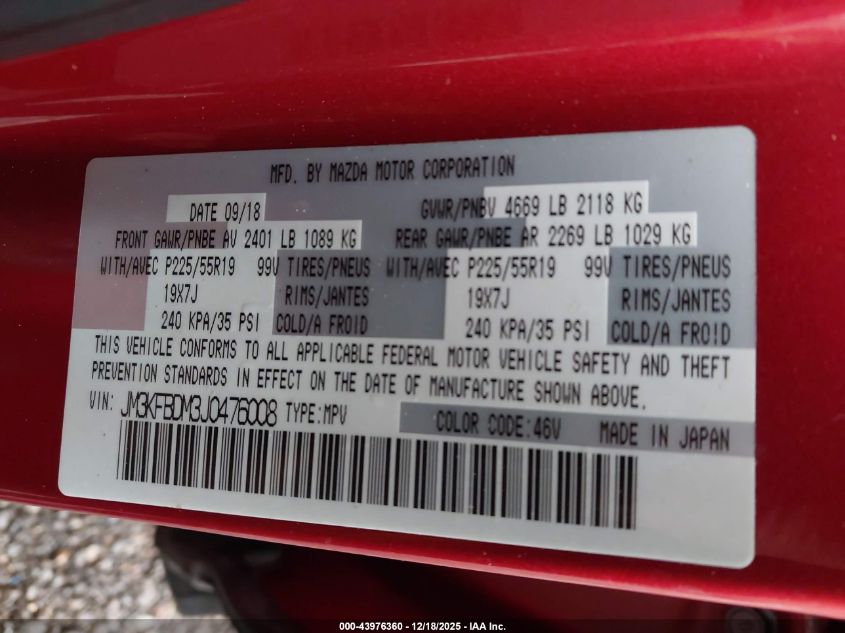 MFD. BY MAZDA MOTOR CORPORATION
DATE 09/18 GVWR/PNBV 4669 LB 2118 KG
FRONT GAWR/PNBE AV 2401 LB 1089 KG REAR GAWR/PNBE AR 2269 LB 1029 KG
WITH/AVEC P225/55R19 99V TIRES/PNEUS WITH/AVEC P225/55R19 99V TIRES/PNEUS
19X7J RIMS/JANTES 19X7J RIMS/JANTES
240 KPA/35 PSI COLD/A FROID 240 KPA/35 PSI COLD/A FROID
THIS VEHICLE CONFORMS TO ALL APPLICABLE FEDERAL MOTOR VEHICLE SAFETY AND THEFT
PREVENTION STANDARDS IN EFFECT ON THE DATE OF MANUFACTURE SHOWN ABOVE.
VIN: JM3KFBDM3J0476008 TYPE:MPV COLOR CODE:46V MADE IN JAPAN
000-43976360 - 12/18/2025 - IAA Inc.